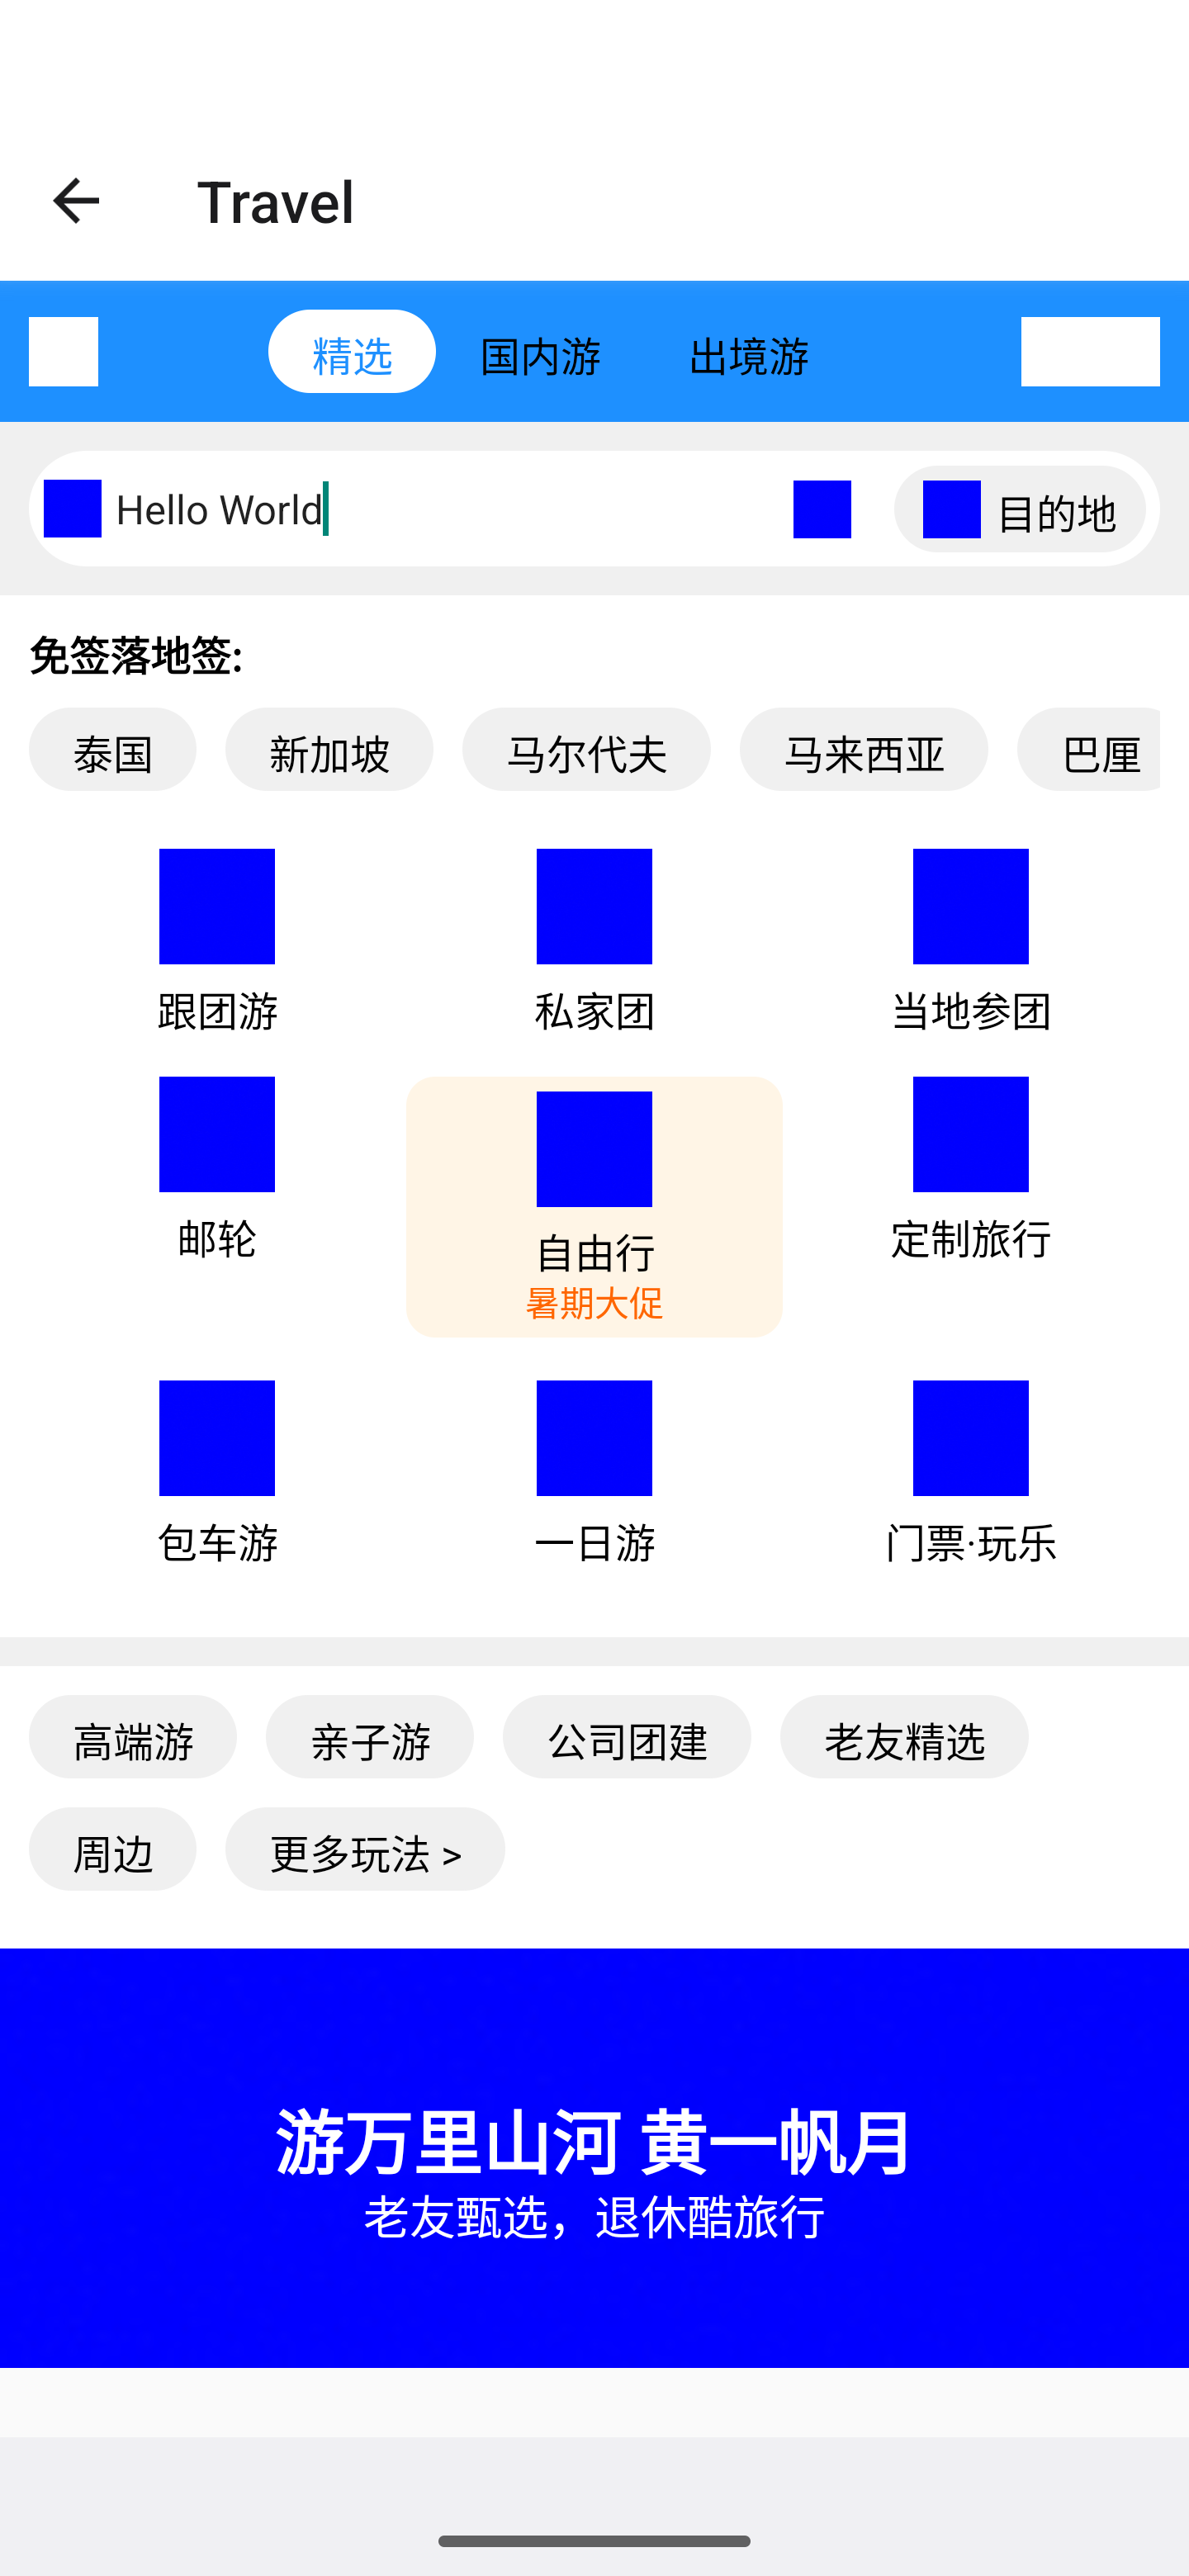 Travel
精选 国内游 出境游
Hello World 目的地
免签落地签:
泰国 新加坡 马尔代夫 马来西亚 巴厘
跟团游 私家团 当地参团
邮轮 自由行 定制旅行
暑期大促
包车游 一日游 门票·玩乐
高端游 亲子游 公司团建 老友精选
周边 更多玩法 >
游万里山河 黄一帆月
老友甄选，退休酷旅行